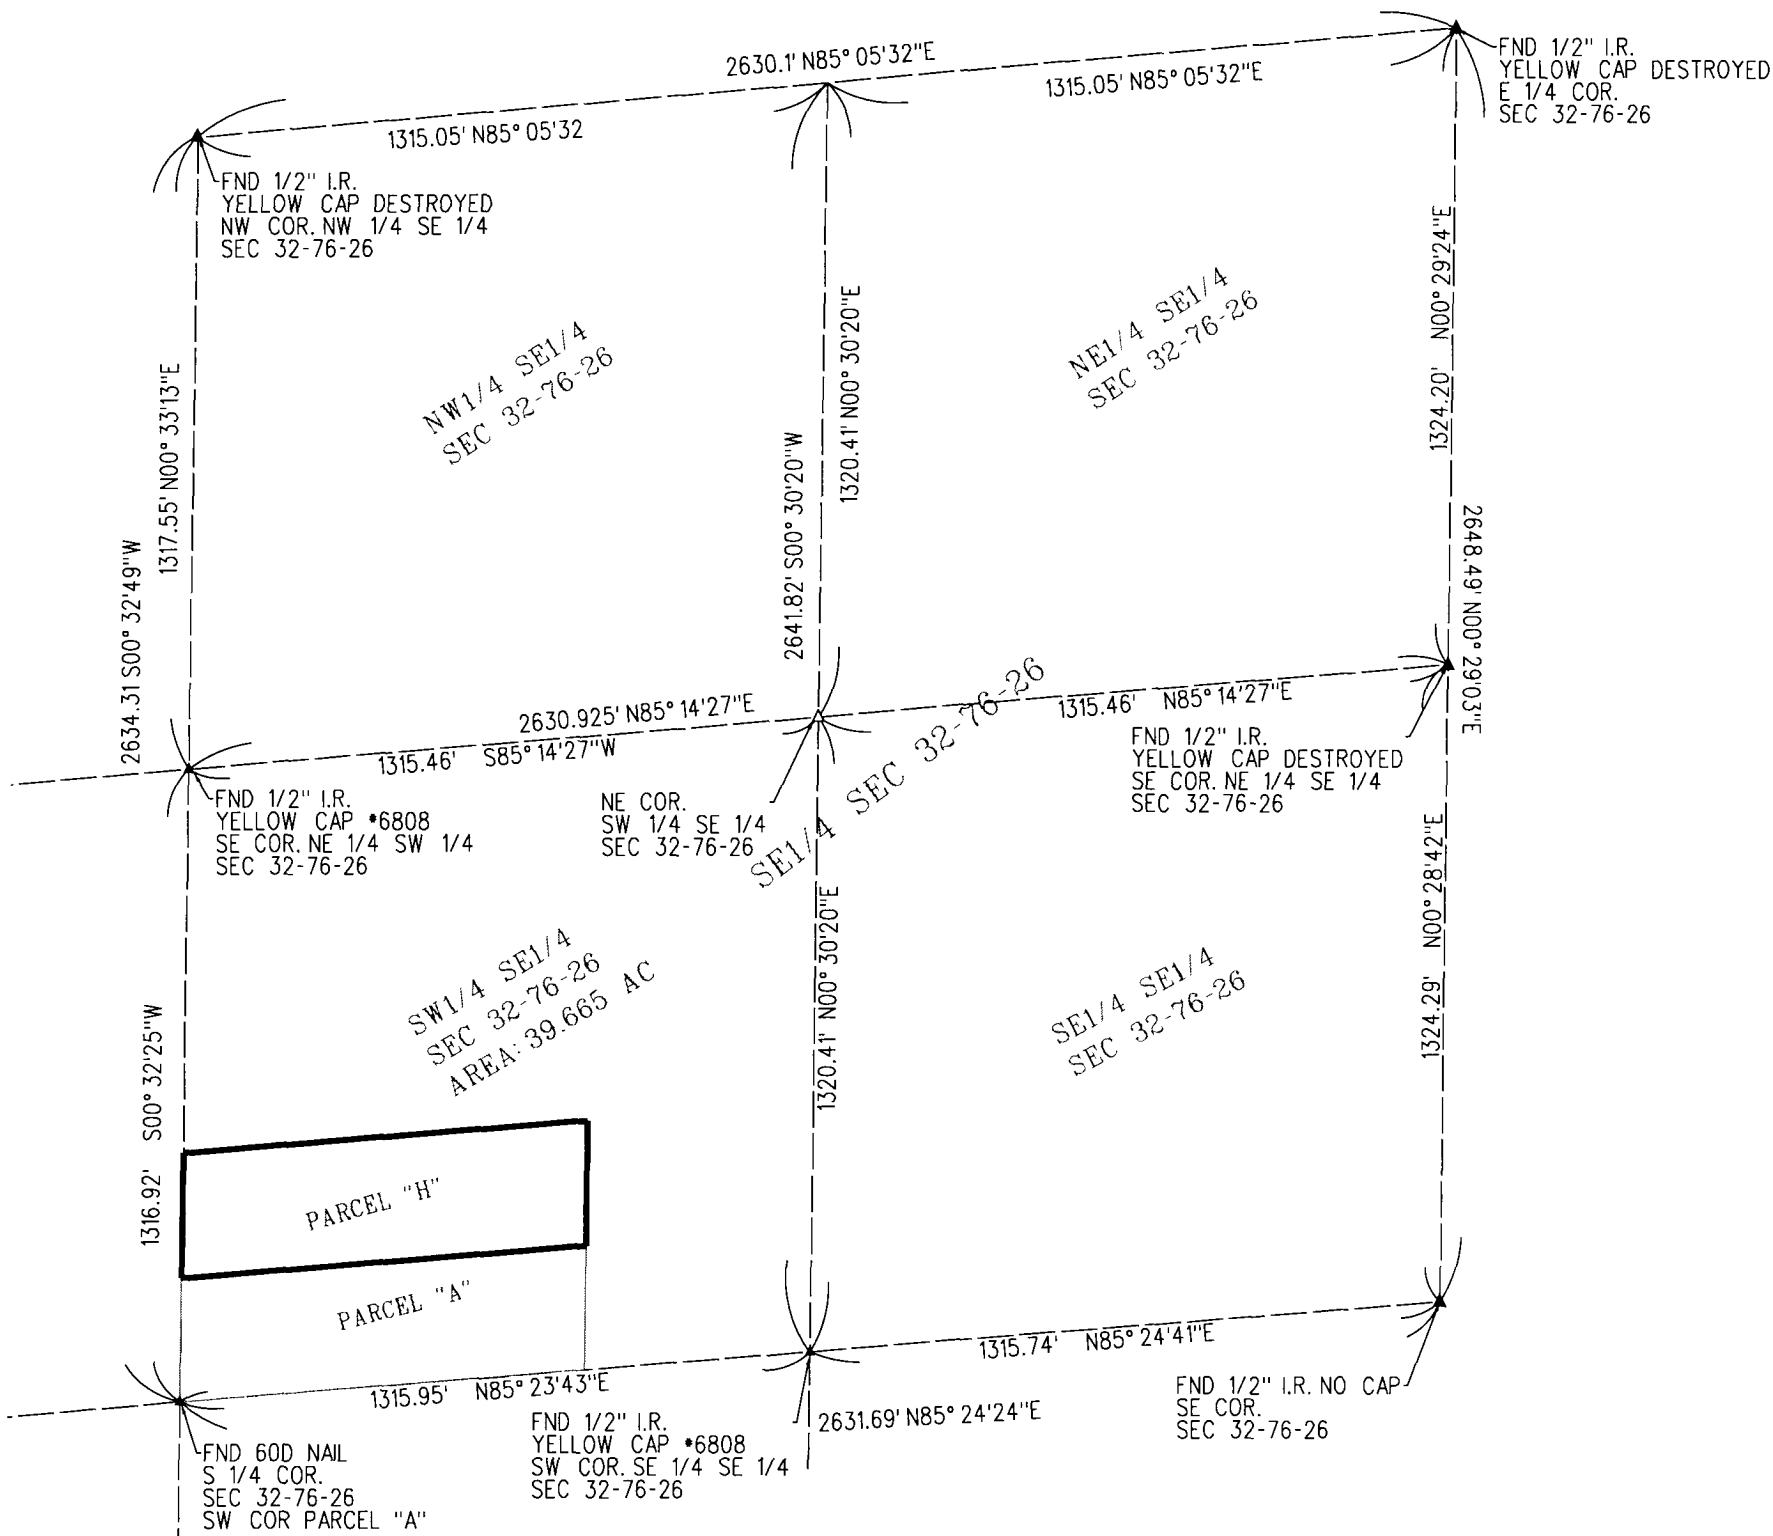 2630.1' N85° 05'32"E
1315.05' N85° 05'32
1315.05' N85° 05'32"E
FND 1/2" I.R.
YELLOW CAP DESTROYED
E 1/4 COR.
SEC 32-76-26
FND 1/2" I.R.
YELLOW CAP DESTROYED
NW COR. NW 1/4 SE 1/4
SEC 32-76-26
NW1/4 SE1/4
SEC 32-76-26
NE1/4 SE1/4
SEC 32-76-26
1317.55' N00° 33'13"E
2634.31 S00° 32'49"W
1320.41' N00° 30'20"E
2641.82' S00° 30'20"W
1324.20' N00° 29'24"E
2648.49' N00° 29'03"E
2630.925' N85° 14'27"E
1315.46' S85° 14'27"W
1315.46' N85° 14'27"E
FND 1/2" I.R.
YELLOW CAP DESTROYED
SE COR. NE 1/4 SE 1/4
SEC 32-76-26
FND 1/2" I.R.
YELLOW CAP *6808
SE COR. NE 1/4 SW 1/4
SEC 32-76-26
NE COR.
SW 1/4 SE 1/4
SEC 32-76-26
SE1/4 SEC 32-76-26
SW1/4 SE1/4
SEC 32-76-26
AREA: 39.665 AC
SE1/4 SE1/4
SEC 32-76-26
1316.92' S00° 32'25"W
1320.41' N00° 30'20"E
1324.29' N00° 28'42"E
PARCEL "H"
PARCEL "A"
1315.95' N85° 23'43"E
1315.74' N85° 24'41"E
2631.69' N85° 24'24"E
FND 1/2" I.R. NO CAP
SE COR.
SEC 32-76-26
FND 1/2" I.R.
YELLOW CAP *6808
SW COR. SE 1/4 SE 1/4
SEC 32-76-26
FND 60D NAIL
S 1/4 COR.
SEC 32-76-26
SW COR PARCEL "A"